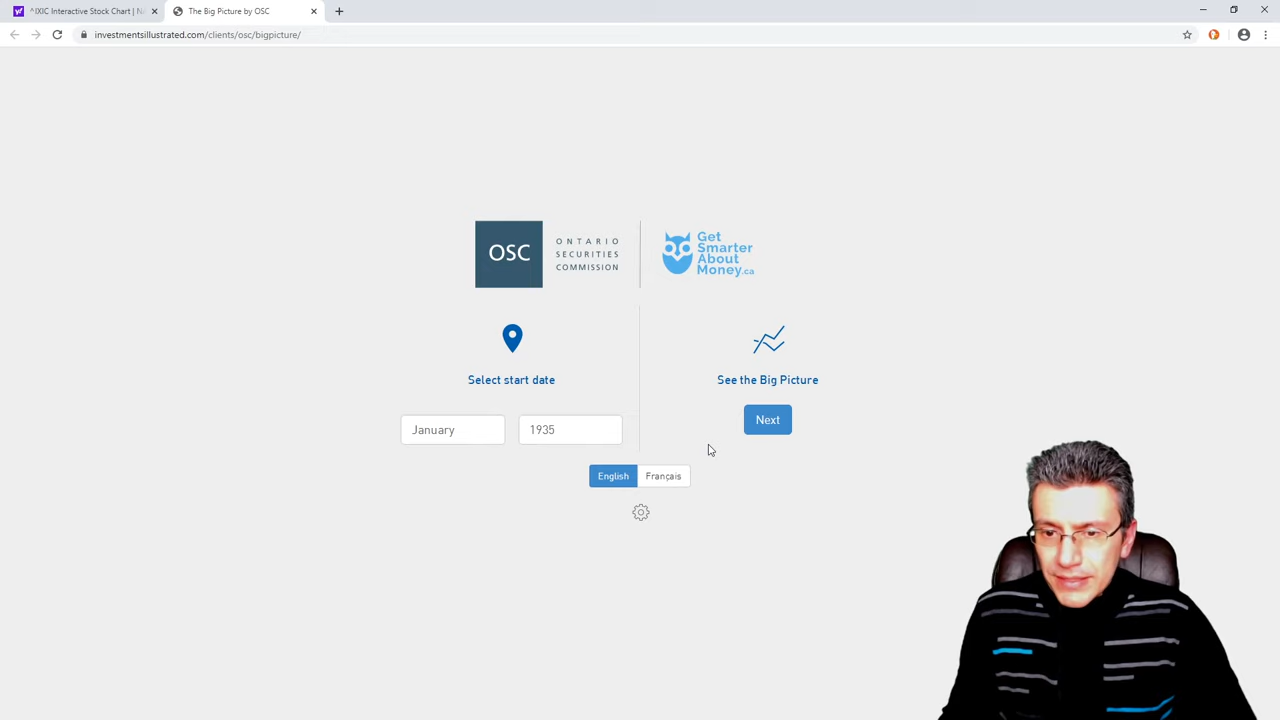 ^IXIC Interactive Stock Chart | NA
The Big Picture by OSC
investmentsillustrated.com/clients/osc/bigpicture/
OSC
ONTARIO
SECURITIES
COMMISSION
Get
Smarter
About
Money.ca
Select start date
See the Big Picture
January
1935
Next
English
Français